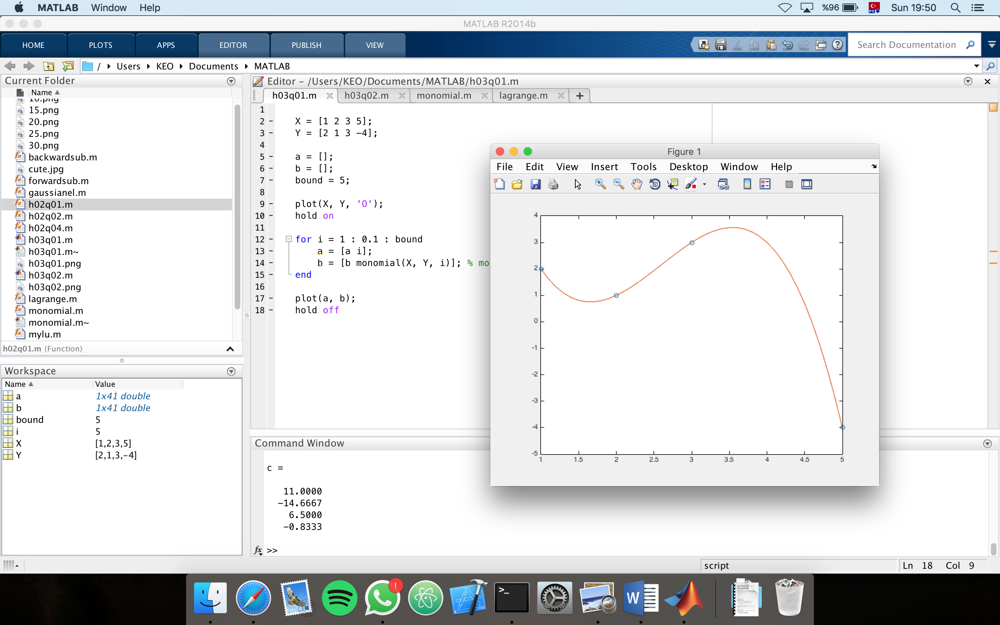 MATLAB Window Help %96 Sun 19:50
MATLAB R2014b
HOME PLOTS APPS EDITOR PUBLISH VIEW Search Documentation
/ Users KEO Documents MATLAB
Current Folder
Name
10.png
15.png
20.png
25.png
30.png
backwardsub.m
cute.jpg
forwardsub.m
gaussianel.m
h02q01.m
h02q02.m
h02q04.m
h03q01.m
h03q01.m~
h03q01.png
h03q02.m
h03q02.png
lagrange.m
monomial.m
monomial.m~
mylu.m
h02q01.m (Function)
Workspace
Name Value
a 1x41 double
b 1x41 double
bound 5
i 5
X [1,2,3,5]
Y [2,1,3,-4]
Editor – /Users/KEO/Documents/MATLAB/h03q01.m
h03q01.m h03q02.m monomial.m lagrange.m +
1
2 – X = [1 2 3 5];
3 – Y = [2 1 3 -4];
4
5 – a = [];
6 – b = [];
7 – bound = 5;
8
9 – plot(X, Y, 'O');
10 – hold on
11
12 – for i = 1 : 0.1 : bound
13 – a = [a i];
14 – b = [b monomial(X, Y, i)]; % mo
15 – end
16
17 – plot(a, b);
18 – hold off
Figure 1
File Edit View Insert Tools Desktop Window Help
4
3
2
1
0
-1
-2
-3
-4
-5
1 1.5 2 2.5 3 3.5 4 4.5 5
Command Window
c =
11.0000
-14.6667
6.5000
-0.8333
fx >>
script Ln 18 Col 9
>_
W